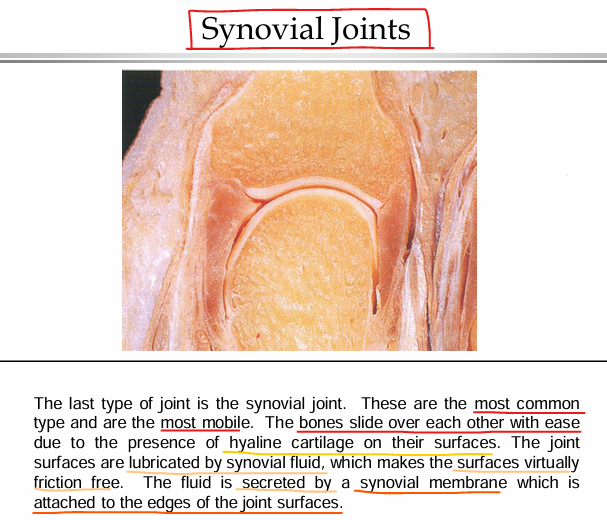 Synovial Joints
The last type of joint is the synovial joint.  These are the most common
type and are the most mobile.  The bones slide over each other with ease
due to the presence of hyaline cartilage on their surfaces. The joint
surfaces are lubricated by synovial fluid, which makes the surfaces virtually
friction free.  The fluid is secreted by a synovial membrane which is
attached to the edges of the joint surfaces.